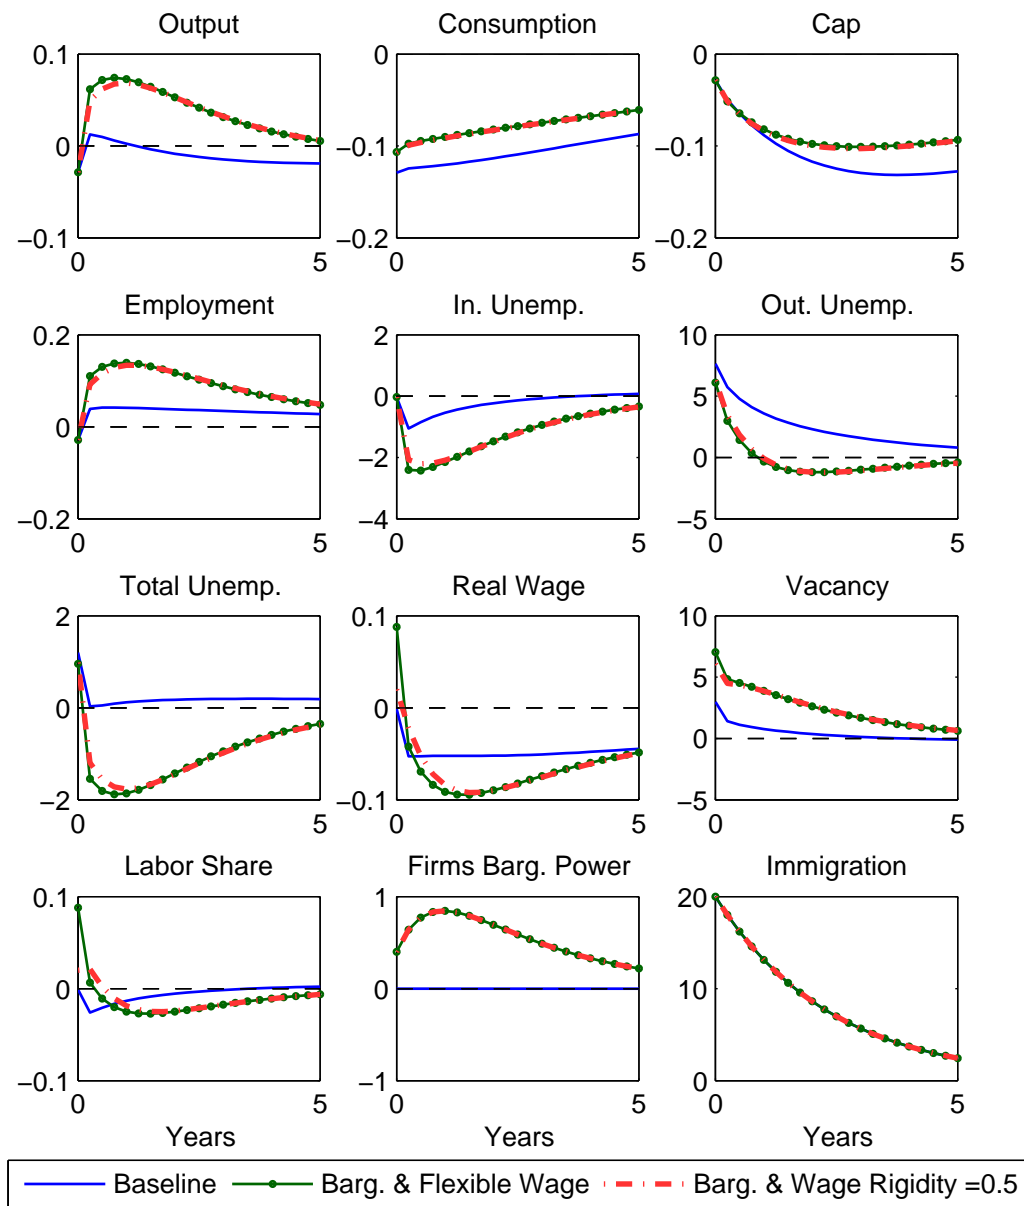 Output Consumption Cap
0.1 0 0
0 −0.1 −0.1
−0.1 −0.2 −0.2
0 5 0 5 0 5
Employment In. Unemp. Out. Unemp.
0.2 2 10
0 0 5
−2 0
−0.2 −4 −5
0 5 0 5 0 5
Total Unemp. Real Wage Vacancy
2 0.1 10
5
0 0 0
−2 −0.1 −5
0 5 0 5 0 5
Labor Share Firms Barg. Power Immigration
0.1 1 20
0 0 10
−0.1 −1 0
0 5 0 5 0 5
Years Years Years
Baseline Barg. & Flexible Wage Barg. & Wage Rigidity =0.5